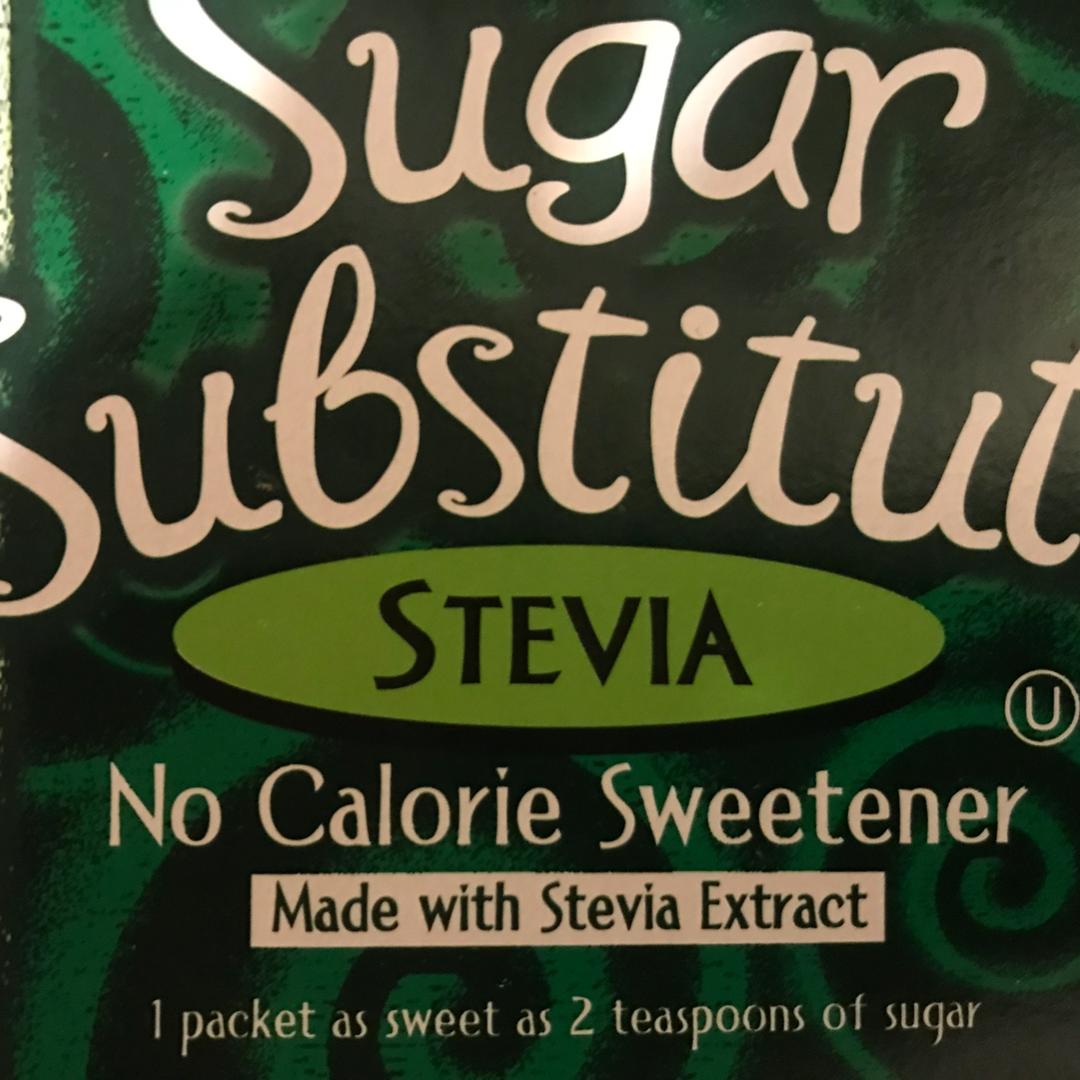 Sugar
Substitut
STEVIA
U
No Calorie Sweetener
Made with Stevia Extract
1 packet as sweet as 2 teaspoons of sugar